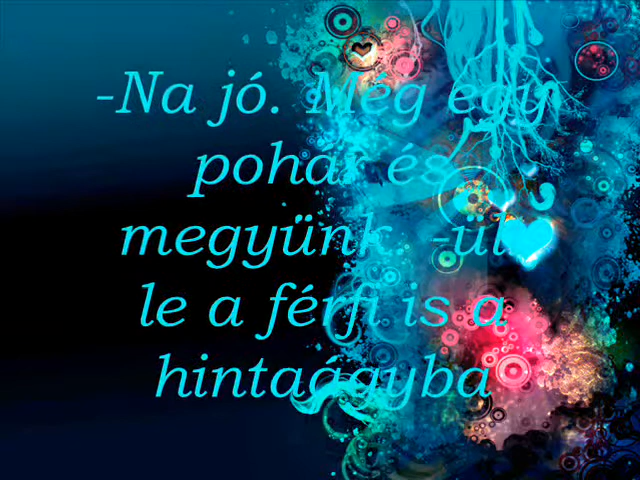 -Na jó. Még egy
pohár és
megyünk. -ül
le a férfi is a
hintaágyba